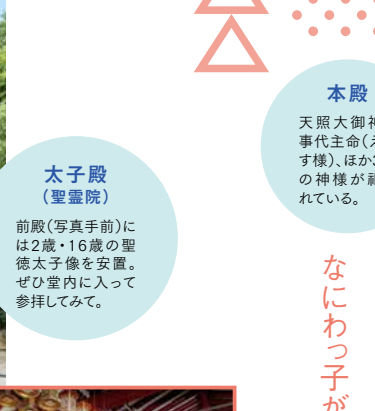 本殿
天照大御神
事代主命(え
す様)、ほか3
の神様が祀
れている。
太子殿
(聖霊院)
前殿(写真手前)に
は2歳・16歳の聖
徳太子像を安置。
ぜひ堂内に入って
参拝してみて。
なにわっ子が